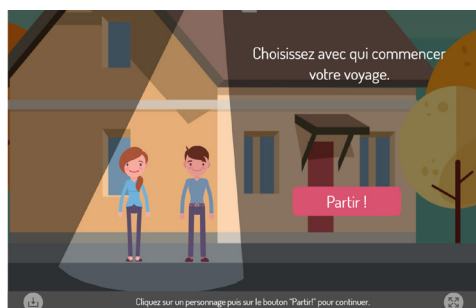 Choisissez avec qui commencer
votre voyage.
Partir !
Cliquez sur un personnage puis sur le bouton "Partir!" pour continuer.